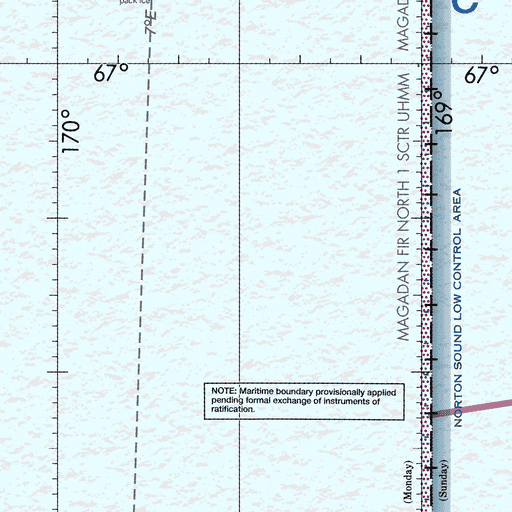 pack ice
7°E
C
MAGAD
67°
67°
170°
169°
MAGADAN FIR NORTH 1 SCTR UHMM
NORTON SOUND LOW CONTROL AREA
NOTE: Maritime boundary provisionally applied
pending formal exchange of instruments of
ratification.
(Monday)
(Sunday)